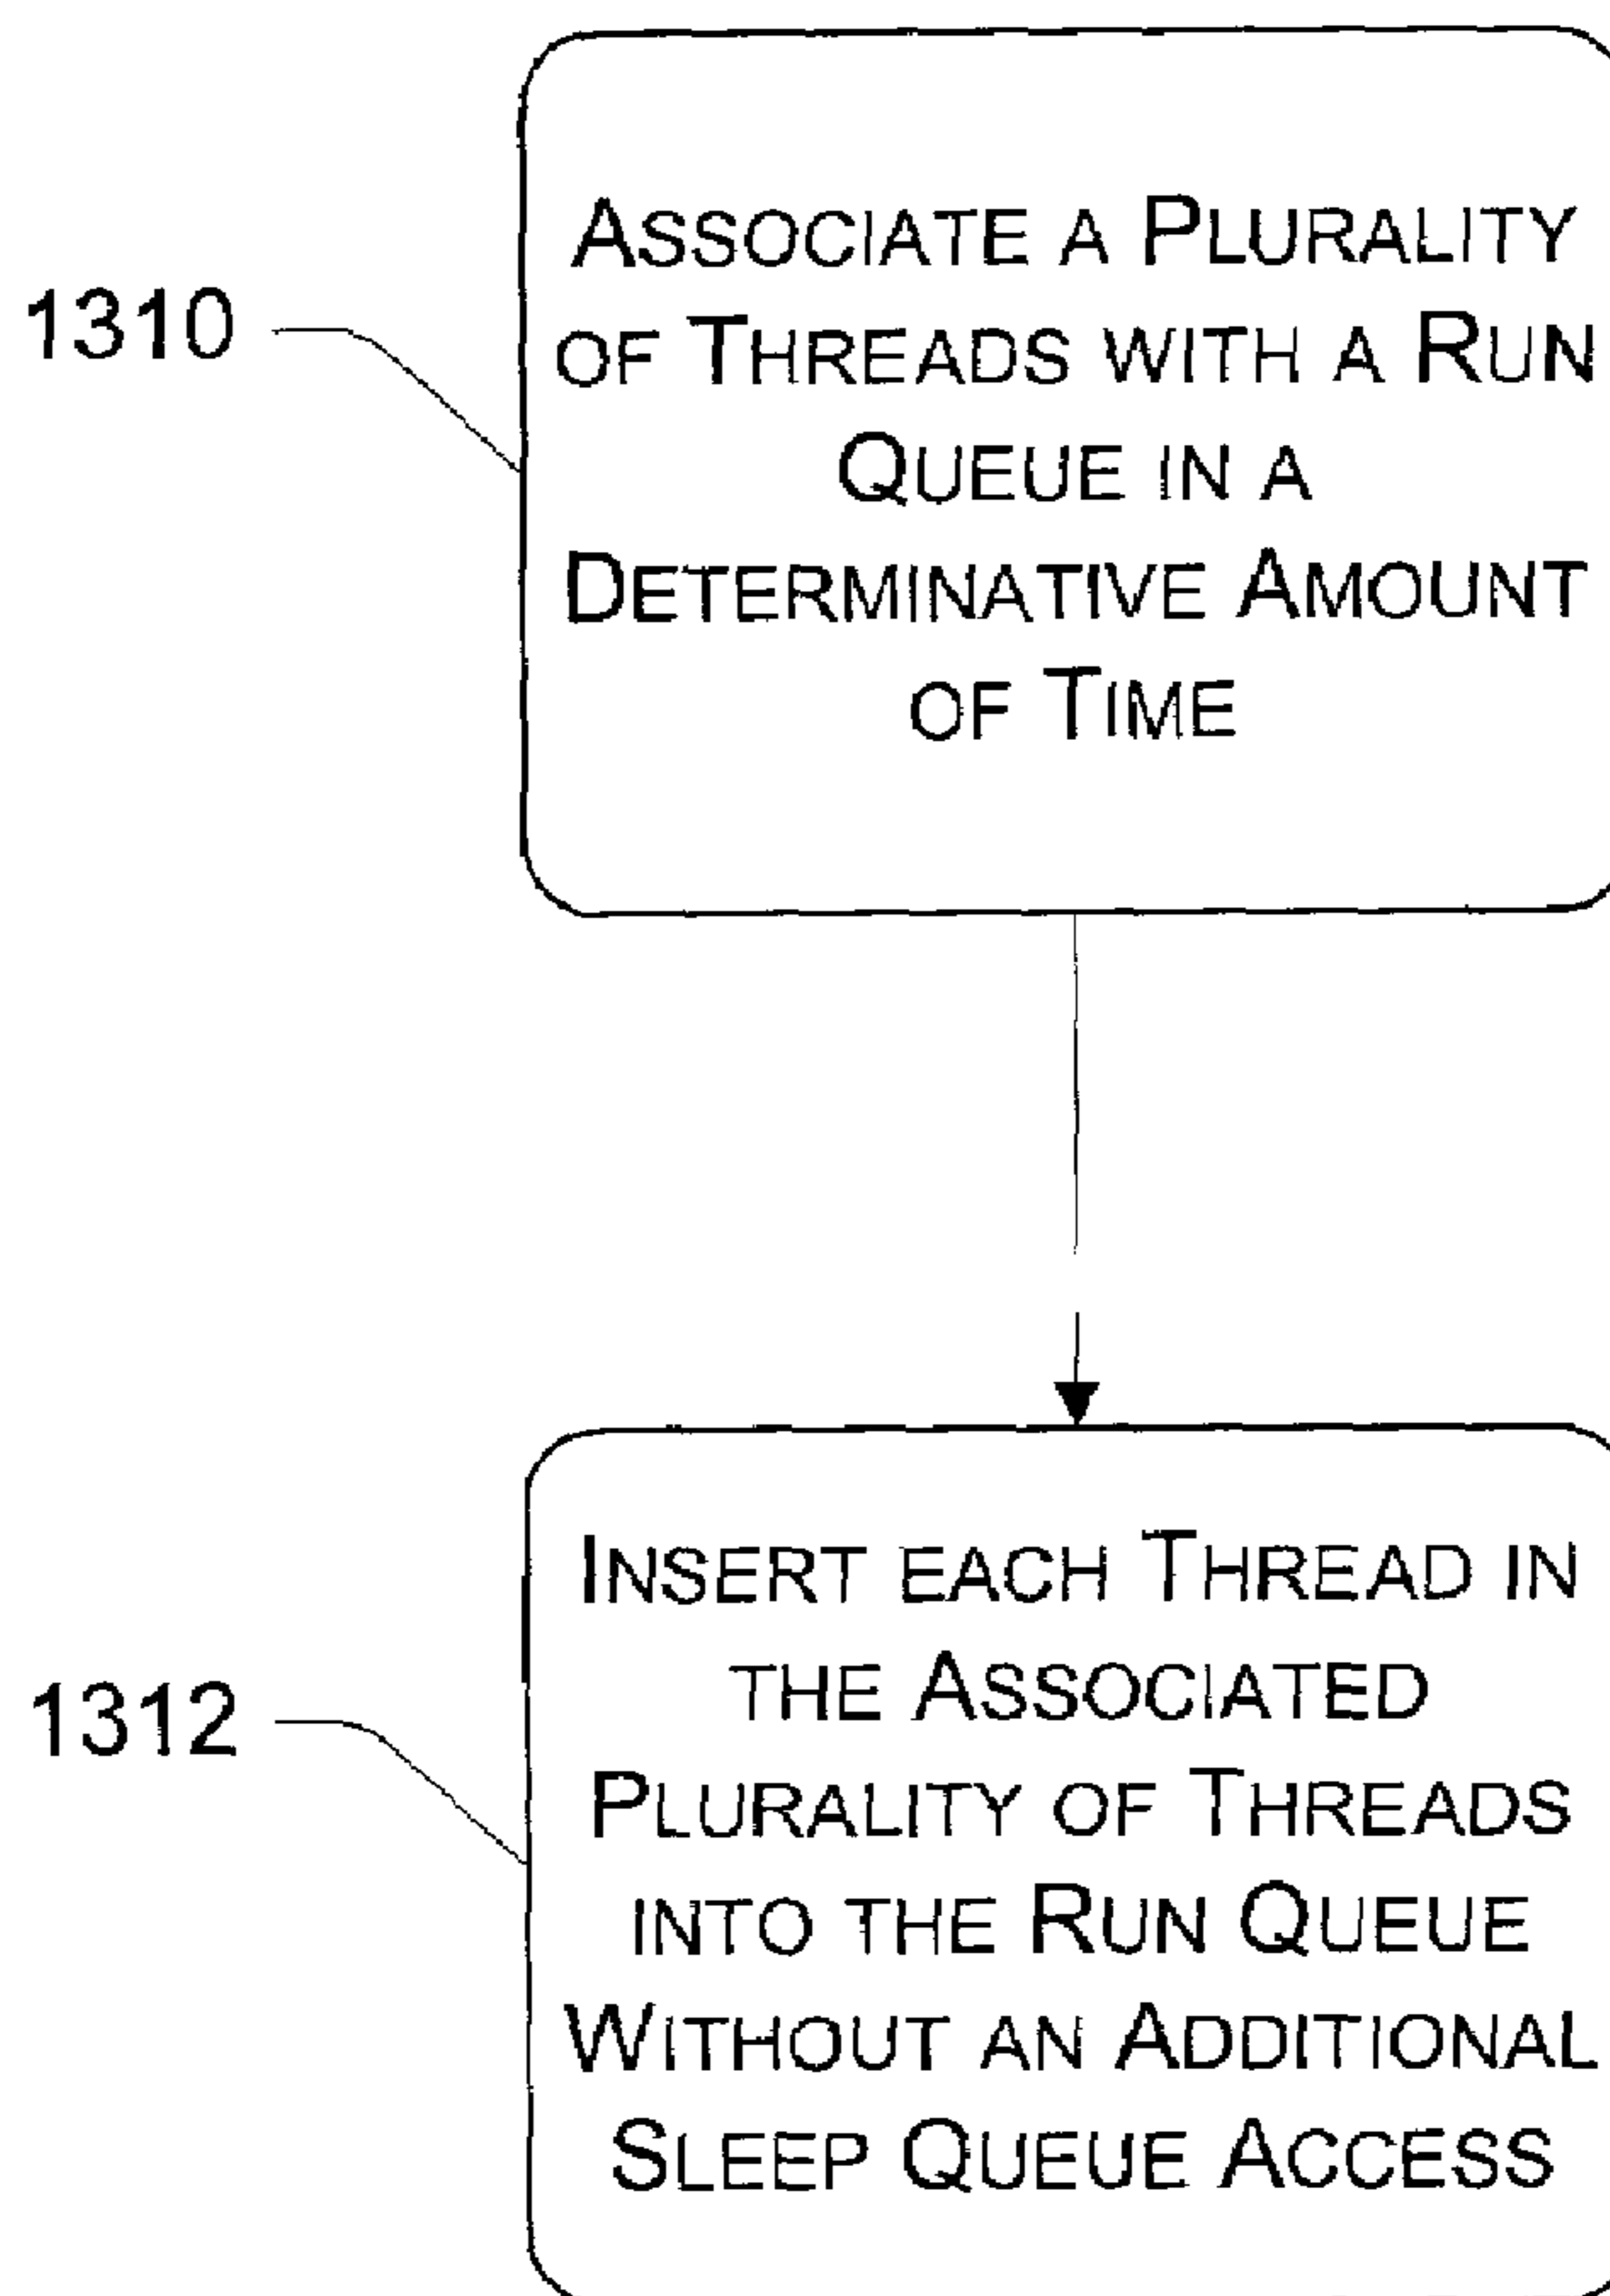 1310
ASSOCIATE A PLURALITY
OF THREADS WITH A RUN
QUEUE IN A
DETERMINATIVE AMOUNT
OF TIME
1312
INSERT EACH THREAD IN
THE ASSOCIATED
PLURALITY OF THREADS
INTO THE RUN QUEUE
WITHOUT AN ADDITIONAL
SLEEP QUEUE ACCESS